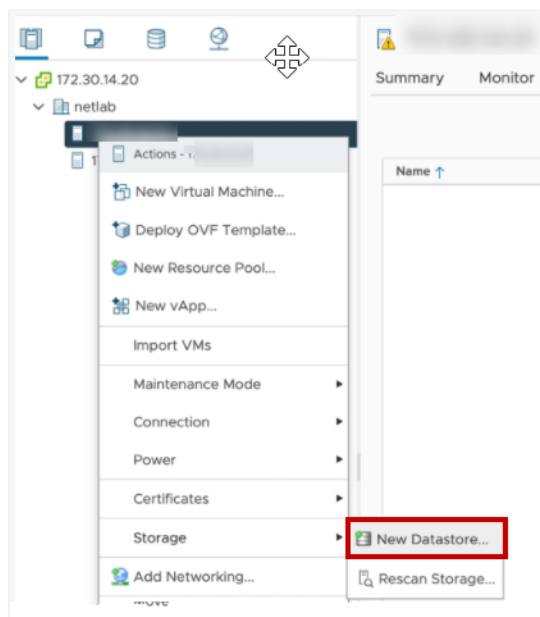 172.30.14.20
Summary Monitor
netlab
Actions -
Name
New Virtual Machine...
Deploy OVF Template...
New Resource Pool...
New vApp...
Import VMs
Maintenance Mode
Connection
Power
Certificates
Storage
New Datastore...
Add Networking...
Rescan Storage...
Move